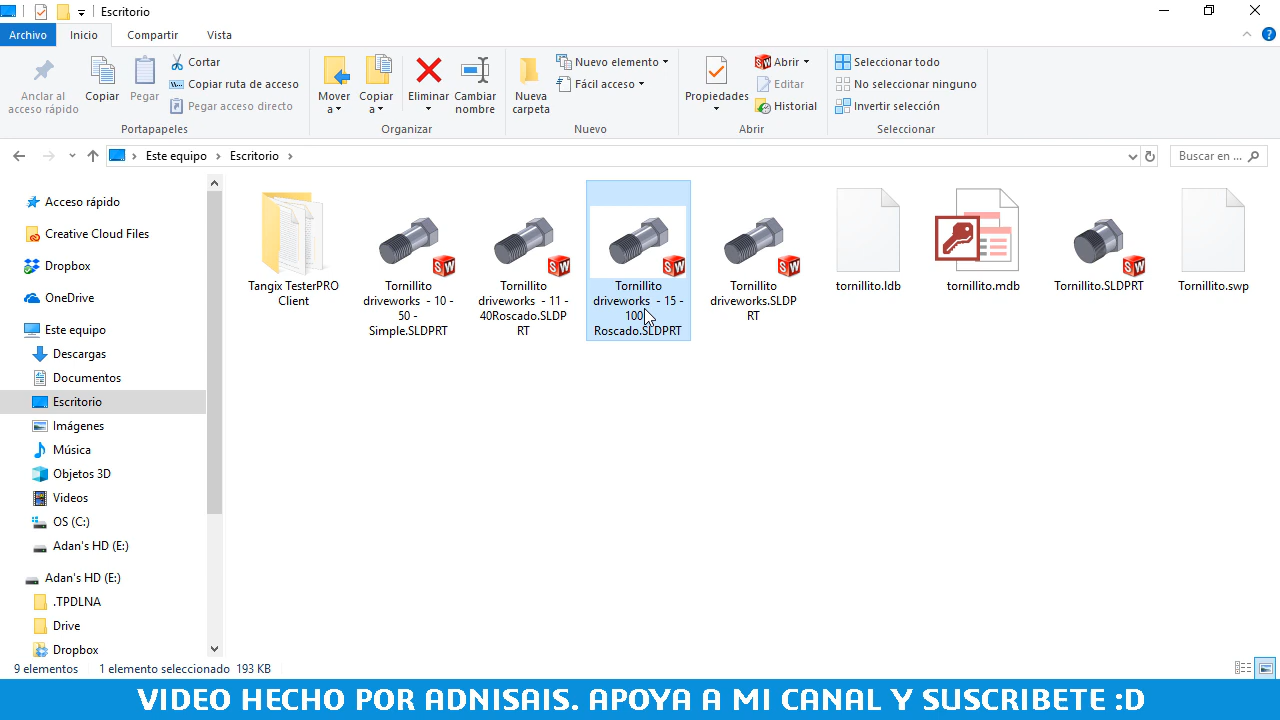 Escritorio
Archivo
Inicio
Compartir
Vista
Anclar al
acceso rápido
Copiar
Pegar
Cortar
Copiar ruta de acceso
Pegar acceso directo
Portapapeles
Mover
a
Copiar
a
Eliminar
Cambiar
nombre
Organizar
Nueva
carpeta
Nuevo elemento
Fácil acceso
Nuevo
Propiedades
Abrir
Editar
Historial
Abrir
Seleccionar todo
No seleccionar ninguno
Invertir selección
Seleccionar
Este equipo > Escritorio >
Buscar en ...
Acceso rápido
Creative Cloud Files
Dropbox
OneDrive
Este equipo
Descargas
Documentos
Escritorio
Imágenes
Música
Objetos 3D
Videos
OS (C:)
Adan's HD (E:)
Adan's HD (E:)
.TPDLNA
Drive
Dropbox
Tangix TesterPRO
Client
Tornillito
driveworks - 10 -
50 -
Simple.SLDPRT
Tornillito
driveworks - 11 -
40Roscado.SLDP
RT
Tornillito
driveworks - 15 -
100
Roscado.SLDPRT
Tornillito
driveworks.SLDP
RT
tornillito.ldb
tornillito.mdb
Tornillito.SLDPRT
Tornillito.swp
9 elementos
1 elemento seleccionado 193 KB
VIDEO HECHO POR ADNISAIS. APOYA A MI CANAL Y SUSCRIBETE :D